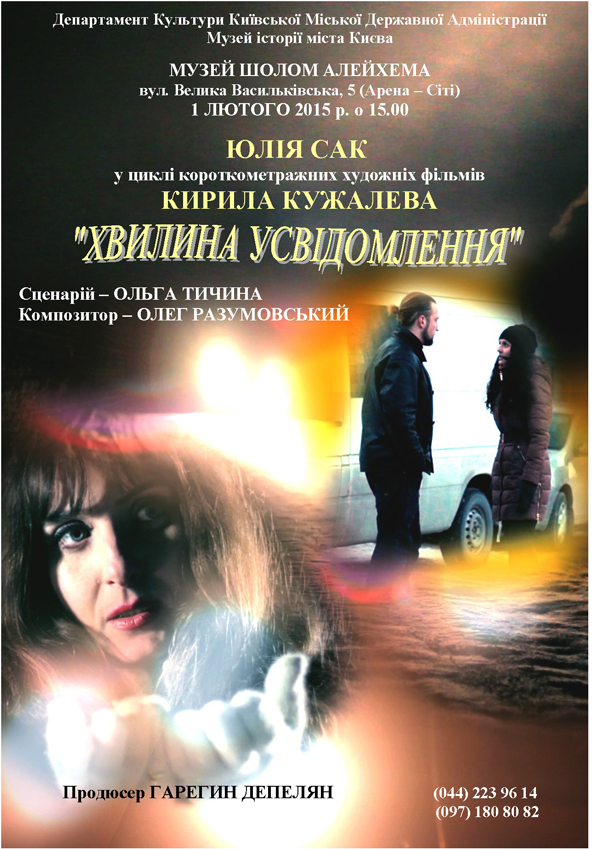 Департамент Культури Київської Міської Державної Адміністрації
Музей історії міста Києва
МУЗЕЙ ШОЛОМ АЛЕЙХЕМА
вул. Велика Васильківська, 5 (Арена – Сіті)
1 ЛЮТОГО 2015 р. о 15.00
ЮЛІЯ САК
у циклі короткометражних художніх фільмів
КИРИЛА КУЖАЛЕВА
"ХВИЛИНА УСВІДОМЛЕННЯ"
Сценарій – ОЛЬГА ТИЧИНА
Композитор – ОЛЕГ РАЗУМОВСЬКИЙ
Продюсер ГАРЕГИН ДЕПЕЛЯН
(044) 223 96 14
(097) 180 80 82